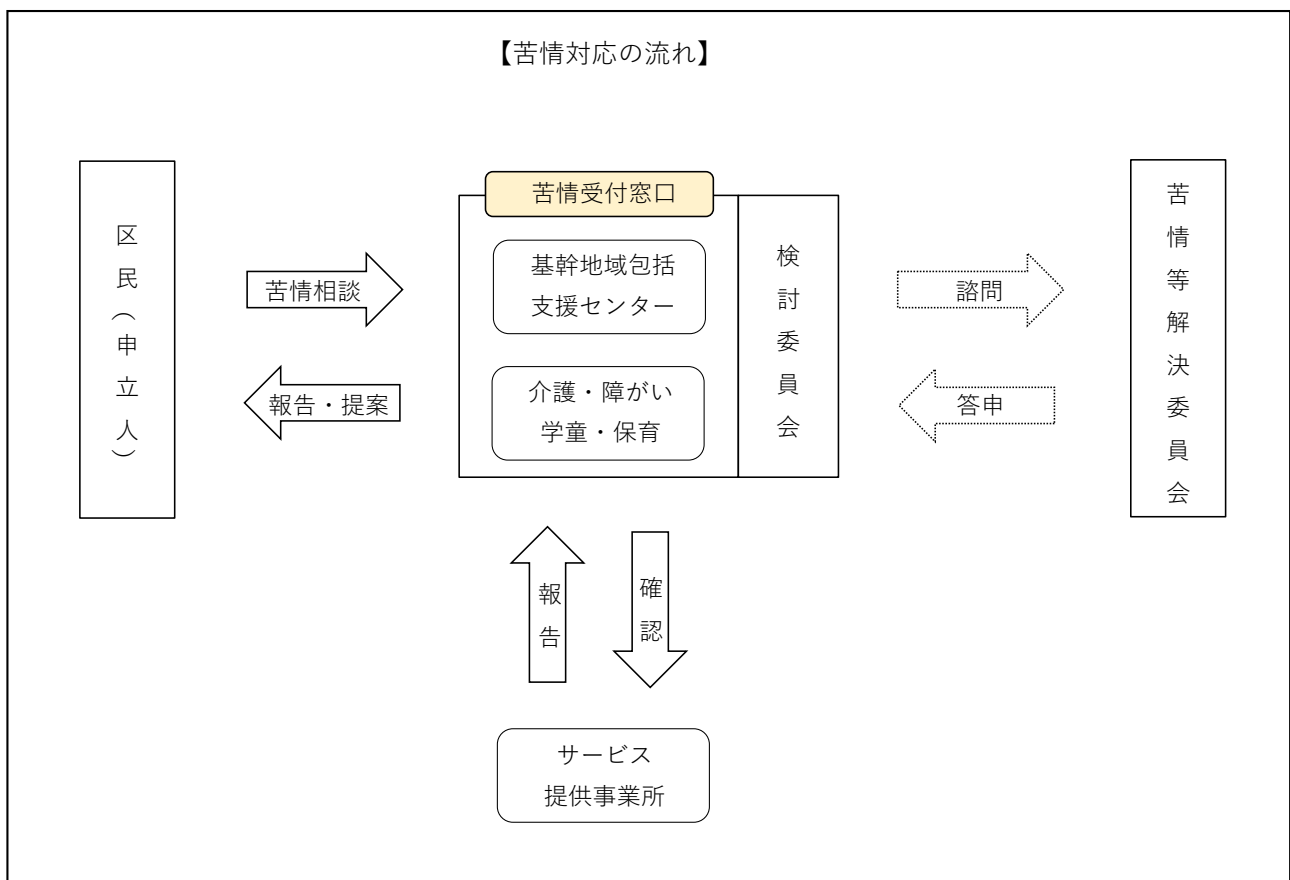 【苦情対応の流れ】
区民（申立人）
苦情相談
報告・提案
苦情受付窓口
基幹地域包括
支援センター
介護・障がい
学童・保育
検討委員会
諮問
答申
苦情等解決委員会
報告
確認
サービス
提供事業所